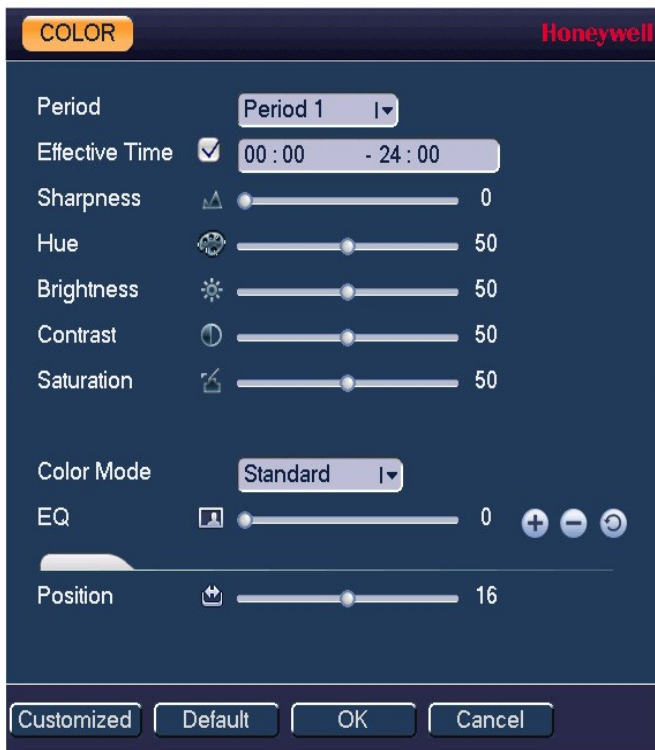 COLOR Honeywell
Period Period 1
Effective Time 00 : 00 - 24 : 00
Sharpness 0
Hue 50
Brightness 50
Contrast 50
Saturation 50
Color Mode Standard
EQ 0
Position 16
Customized Default OK Cancel